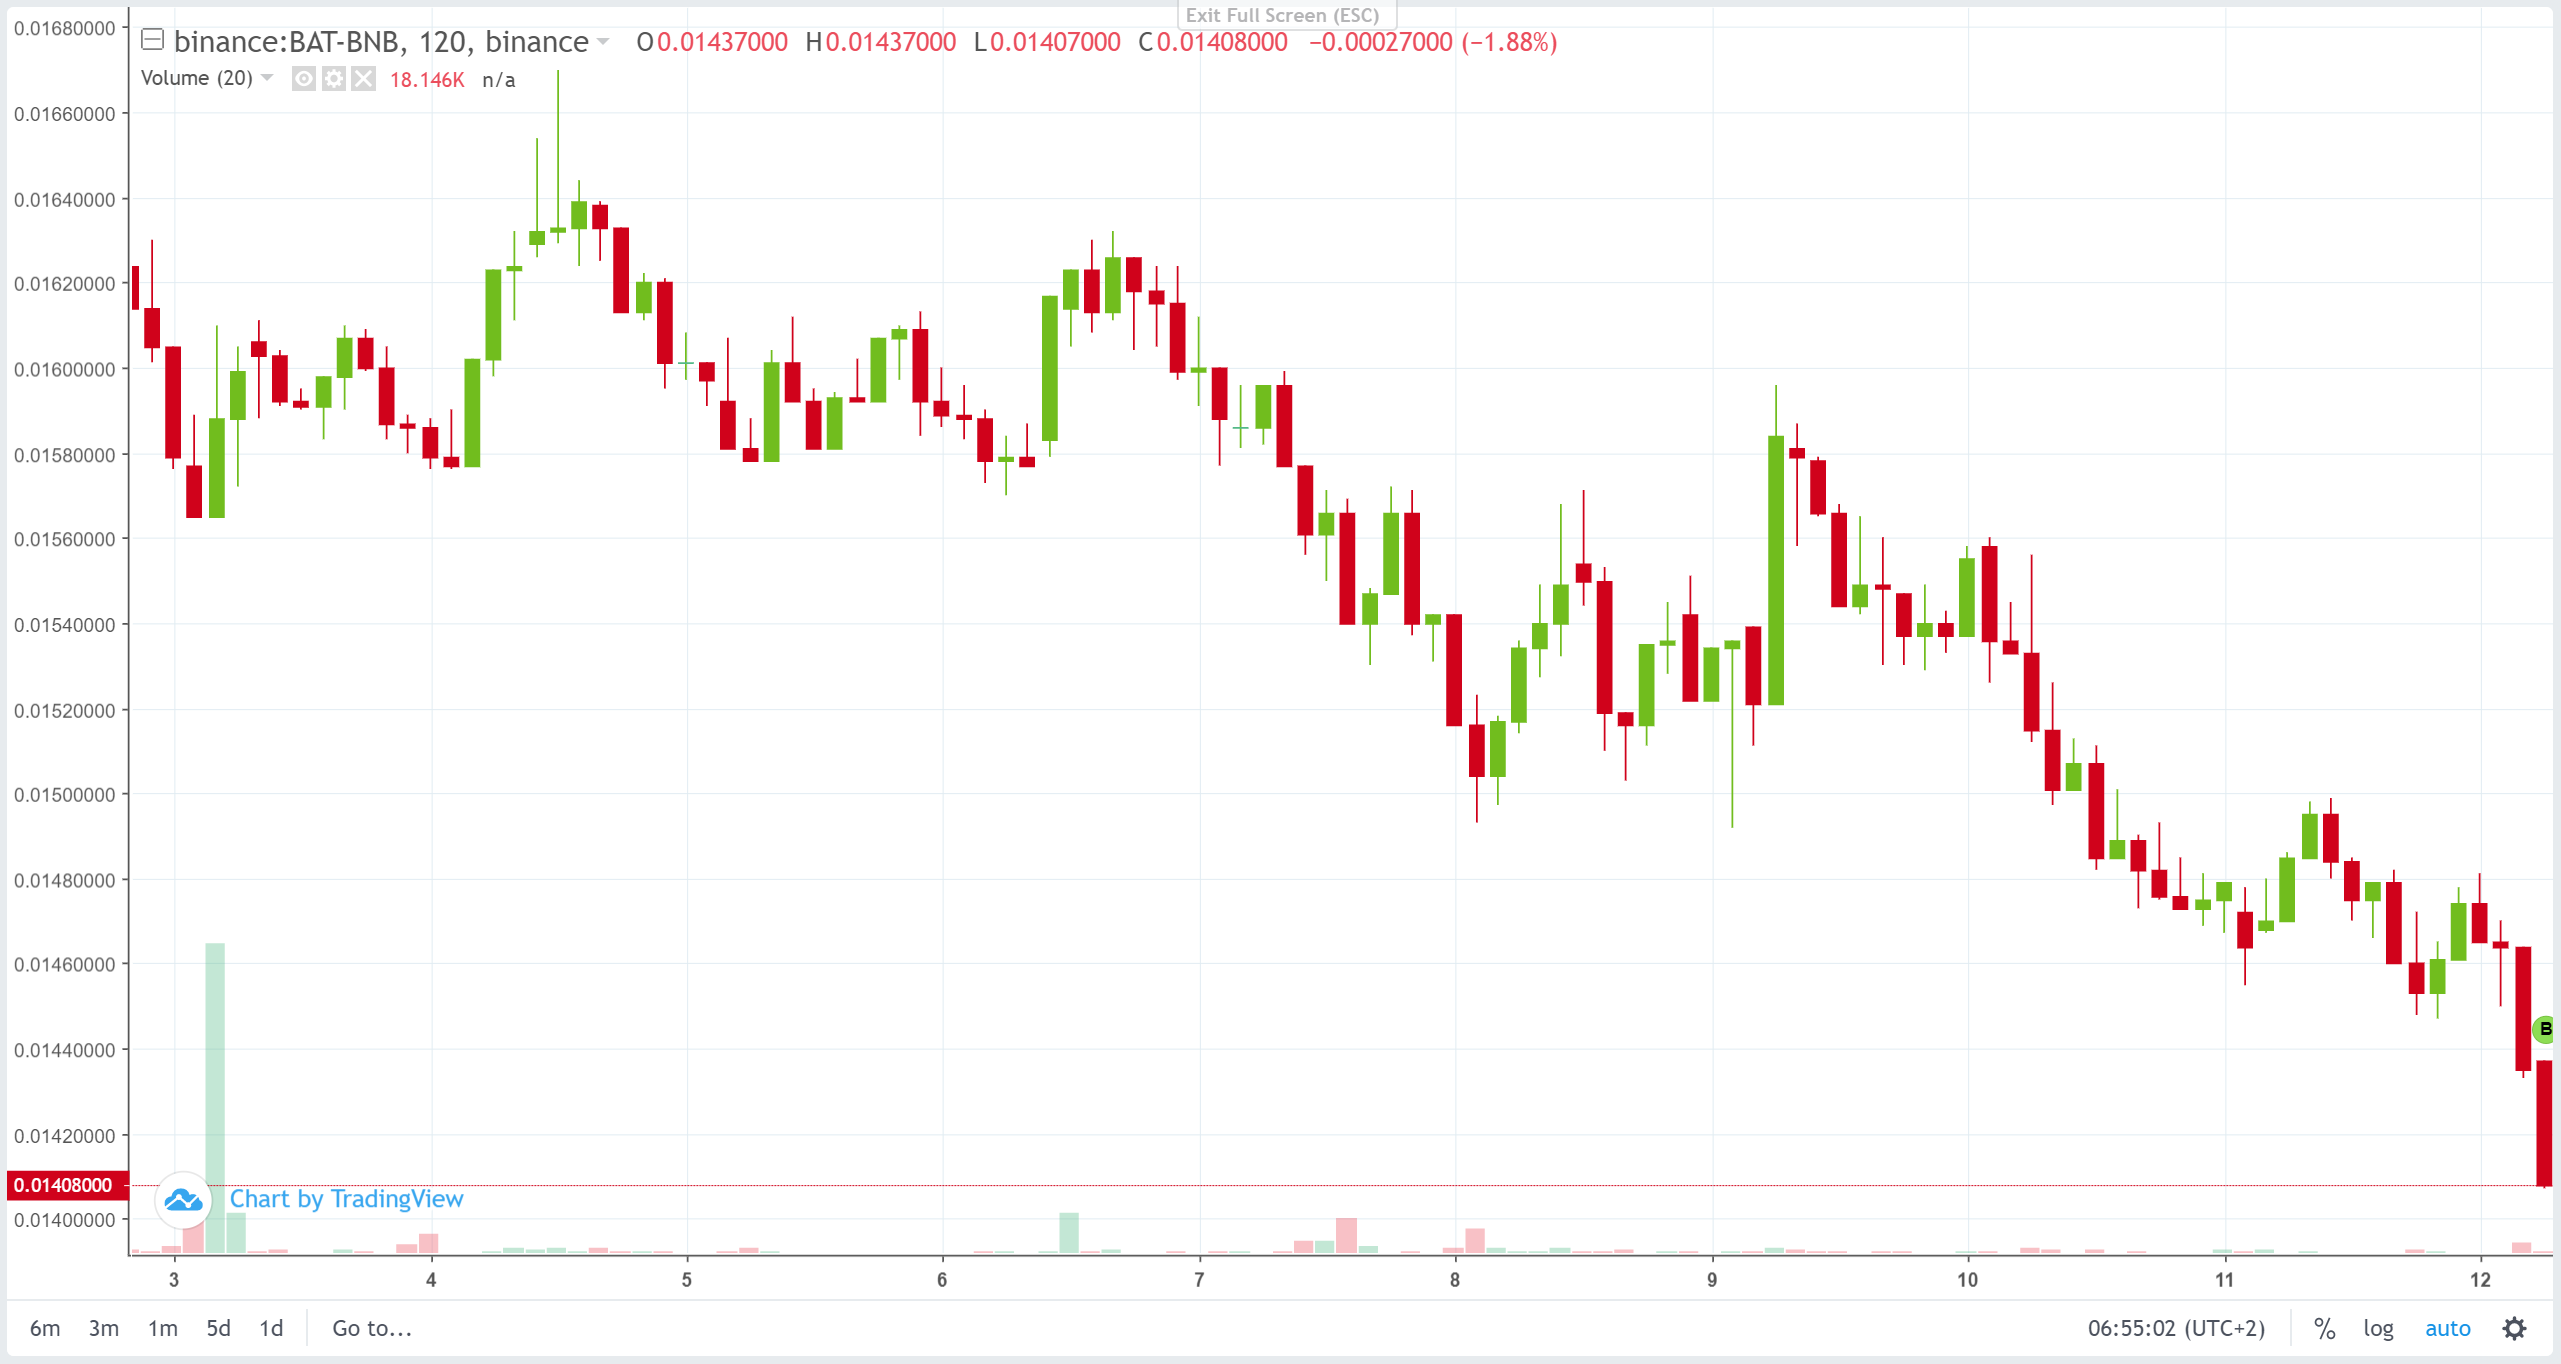 Exit Full Screen (ESC)
binance:BAT-BNB, 120, binance O0.01437000 H0.01437000 L0.01407000 C0.01408000 −0.00027000 (−1.88%)
Volume (20) 18.146K n/a
0.01680000
0.01660000
0.01640000
0.01620000
0.01600000
0.01580000
0.01560000
0.01540000
0.01520000
0.01500000
0.01480000
0.01460000
0.01440000
B
0.01420000
0.01408000
Chart by TradingView
0.01400000
3 4 5 6 7 8 9 10 11 12
6m 3m 1m 5d 1d Go to... 06:55:02 (UTC+2) % log auto